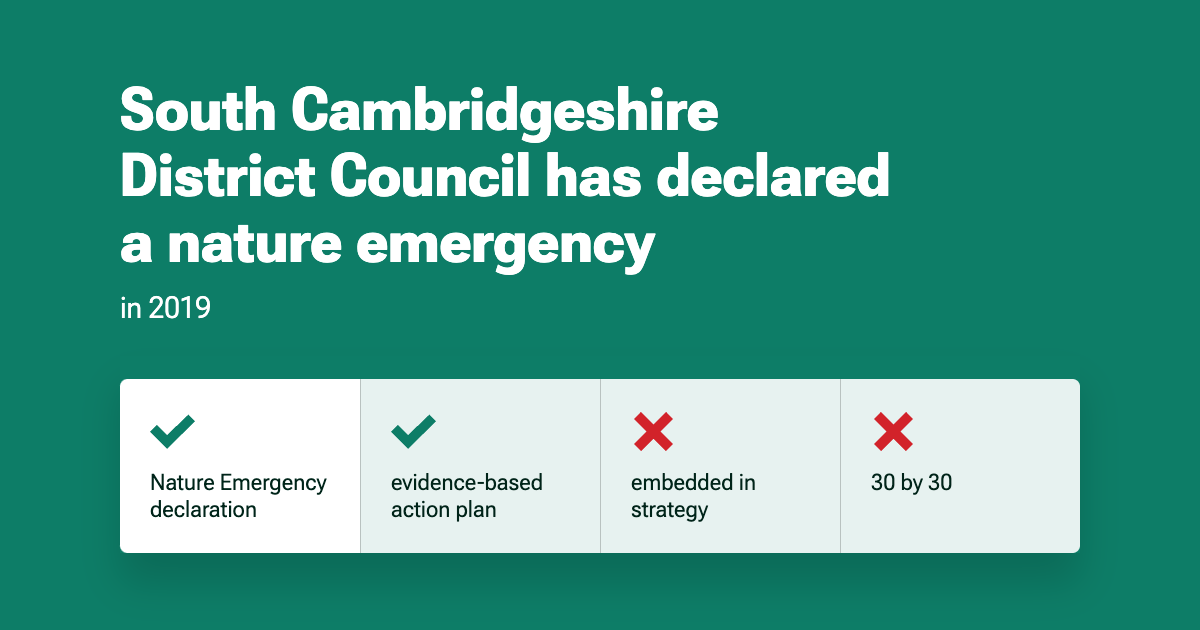 South Cambridgeshire
District Council has declared
a nature emergency
in 2019
Nature Emergency
declaration
evidence-based
action plan
embedded in
strategy
30 by 30